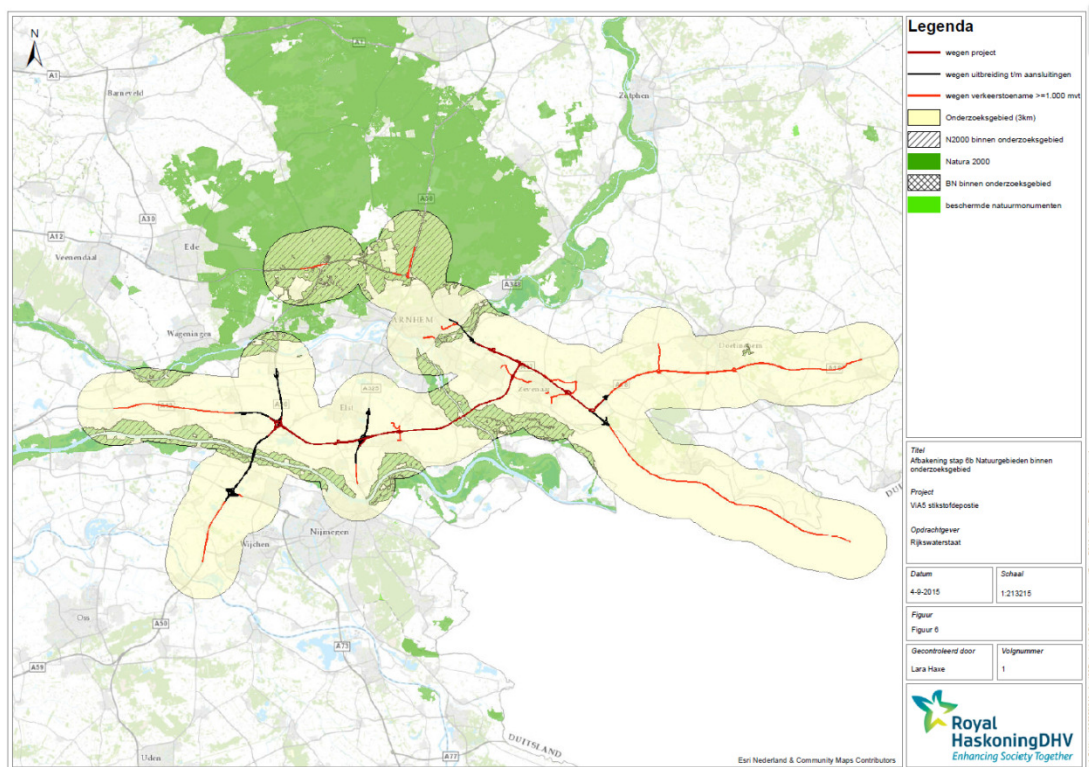 N
A1
A1
Barneveld
Zutphen
A50
A30
A12
Ede
Veenendaal
A348
Wageningen
ARNHEM
Doetinchem
A325
Zevenaar
Elst
Nijmegen
Wijchen
Oss
A50
A73
A59
DUITSLAND
Uden
A77
Esri Nederland & Community Maps Contributors
Legenda
wegen project
wegen uitbreiding t/m aansluitingen
wegen verkeerstoename >=1.000 mvt
Onderzoeksgebied (3km)
N2000 binnen onderzoeksgebied
Natura 2000
BN binnen onderzoeksgebied
beschermde natuurmonumenten
Titel
Afbakening stap 6b Natuurgebieden binnen
onderzoeksgebied
Project
ViA15 stikstofdepostie
Opdrachtgever
Rijkswaterstaat
Datum
4-9-2015
Schaal
1:213215
Figuur
Figuur 6
Gecontroleerd door
Lara Haxe
Volgnummer
1
Royal
HaskoningDHV
Enhancing Society Together